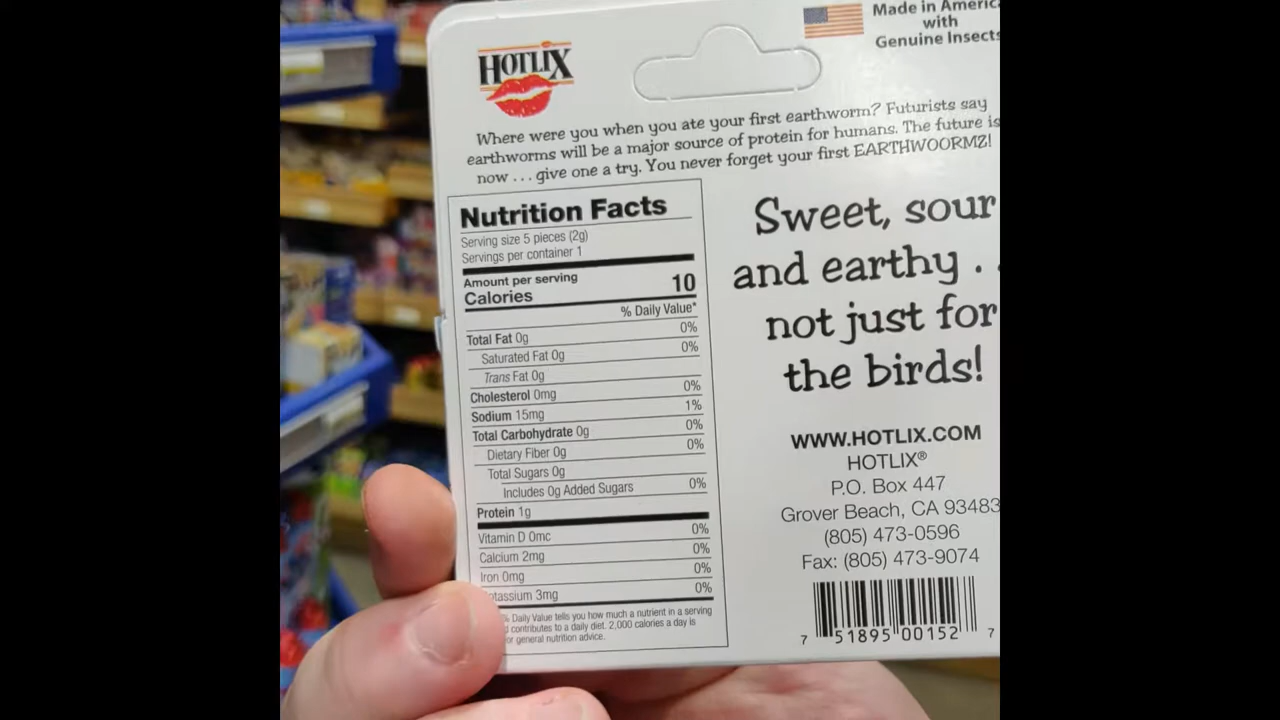 HOTLIX
Made in America
with
Genuine Insects
Where were you when you ate your first earthworm? Futurists say
earthworms will be a major source of protein for humans. The future is
now . . . give one a try. You never forget your first EARTHWOORMZ!
Nutrition Facts
Serving size 5 pieces (2g)
Servings per container 1
Amount per serving
Calories 10
% Daily Value*
Total Fat 0g 0%
Saturated Fat 0g 0%
Trans Fat 0g
Cholesterol 0mg 0%
Sodium 15mg 1%
Total Carbohydrate 0g 0%
Dietary Fiber 0g 0%
Total Sugars 0g
Includes 0g Added Sugars 0%
Protein 1g
Vitamin D 0mc 0%
Calcium 2mg 0%
Iron 0mg 0%
otassium 3mg 0%
% Daily Value tells you how much a nutrient in a serving
contributes to a daily diet. 2,000 calories a day is
or general nutrition advice.
Sweet, sour
and earthy . .
not just for
the birds!
WWW.HOTLIX.COM
HOTLIX®
P.O. Box 447
Grover Beach, CA 93483
(805) 473-0596
Fax: (805) 473-9074
7 51895 00152 7